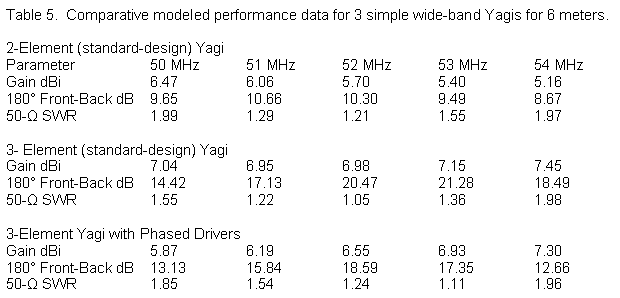 Table 5.  Comparative modeled performance data for 3 simple wide-band Yagis for 6 meters.
2-Element (standard-design) Yagi
Parameter 50 MHz 51 MHz 52 MHz 53 MHz 54 MHz
Gain dBi 6.47 6.06 5.70 5.40 5.16
180° Front-Back dB 9.65 10.66 10.30 9.49 8.67
50-Ω SWR 1.99 1.29 1.21 1.55 1.97
3- Element (standard-design) Yagi
Gain dBi 7.04 6.95 6.98 7.15 7.45
180° Front-Back dB 14.42 17.13 20.47 21.28 18.49
50-Ω SWR 1.55 1.22 1.05 1.36 1.98
3-Element Yagi with Phased Drivers
Gain dBi 5.87 6.19 6.55 6.93 7.30
180° Front-Back dB 13.13 15.84 18.59 17.35 12.66
50-Ω SWR 1.85 1.54 1.24 1.11 1.96